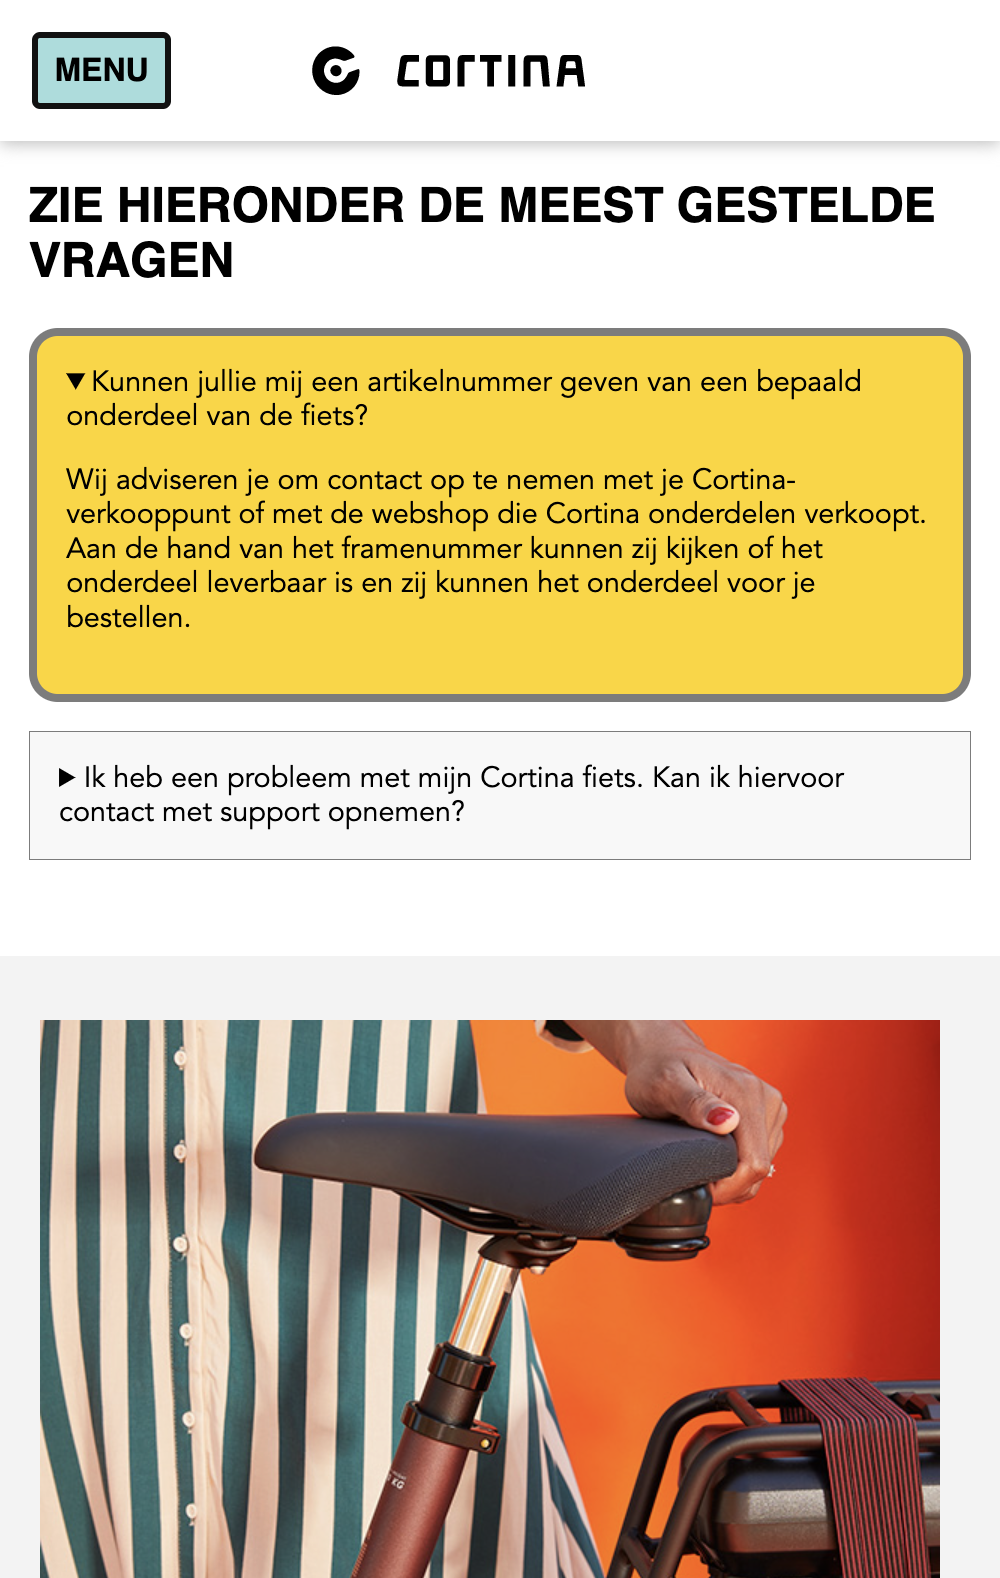 MENU
CORTINA
ZIE HIERONDER DE MEEST GESTELDE
VRAGEN
▼ Kunnen jullie mij een artikelnummer geven van een bepaald
onderdeel van de fiets?
Wij adviseren je om contact op te nemen met je Cortina-
verkooppunt of met de webshop die Cortina onderdelen verkoopt.
Aan de hand van het framenummer kunnen zij kijken of het
onderdeel leverbaar is en zij kunnen het onderdeel voor je
bestellen.
▶ Ik heb een probleem met mijn Cortina fiets. Kan ik hiervoor
contact met support opnemen?
KG